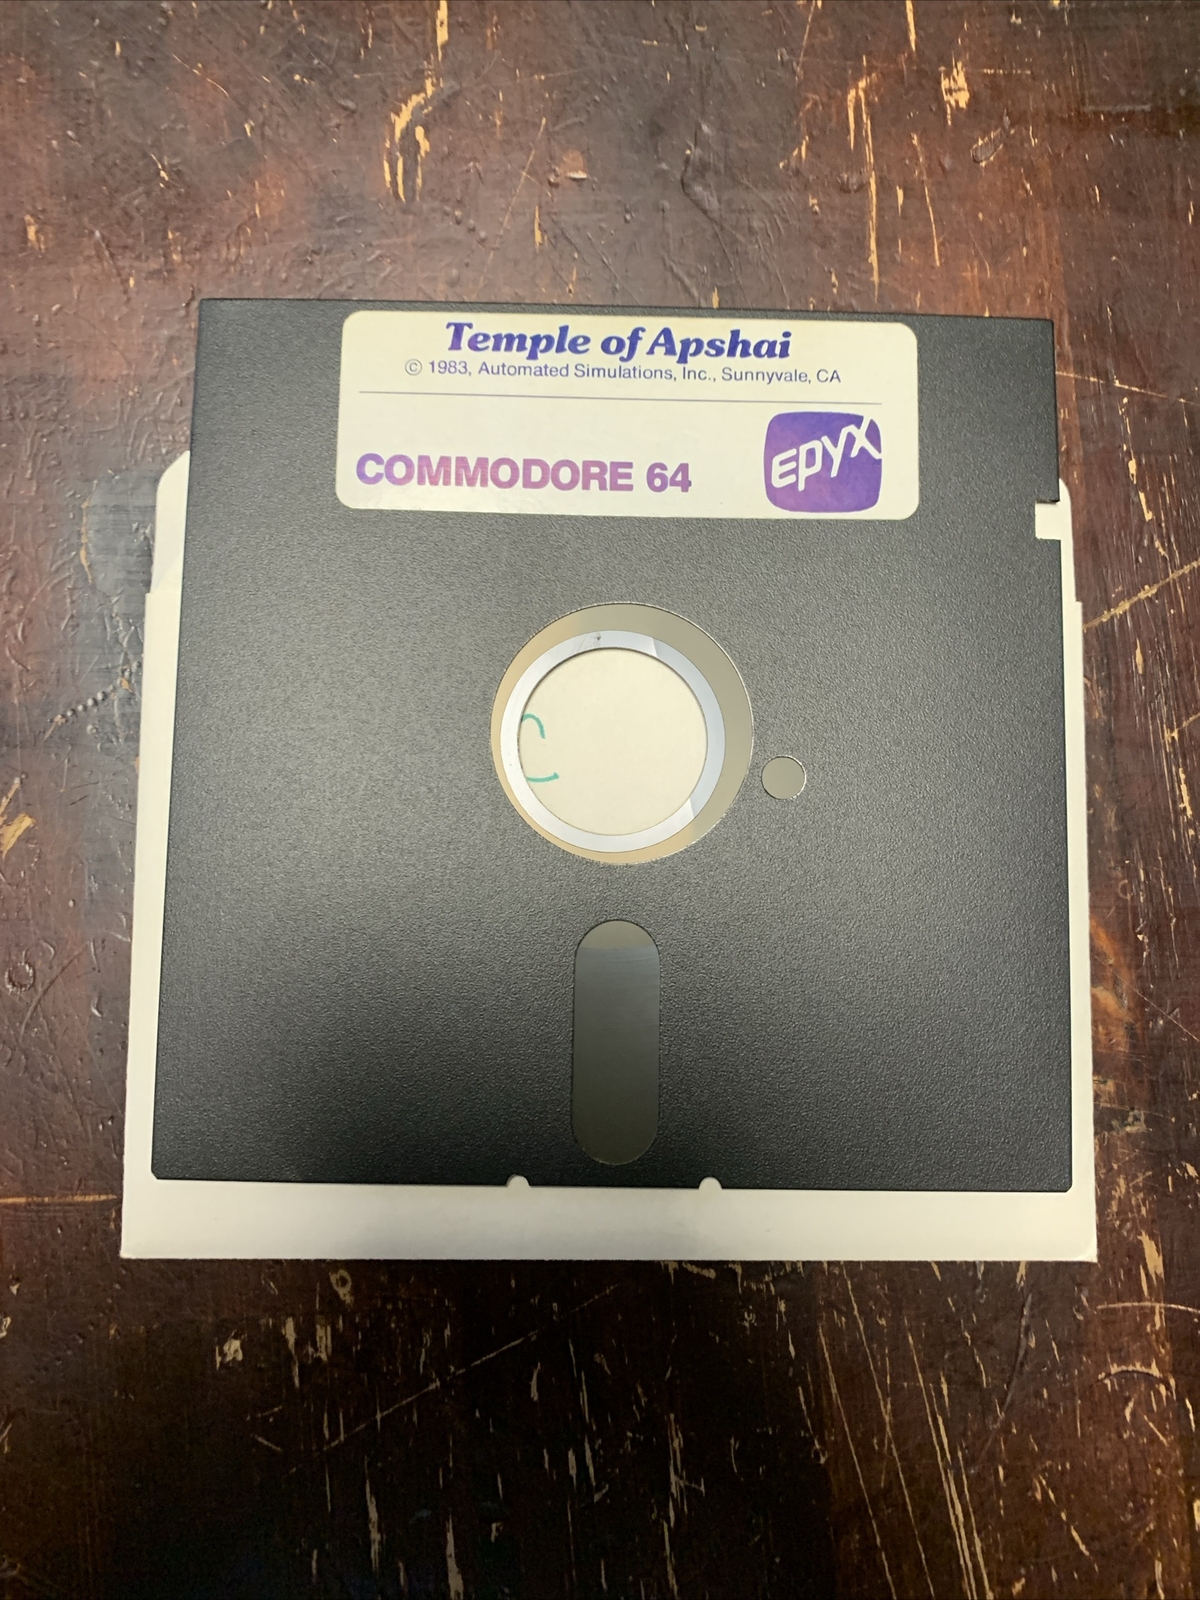 Temple of Apshai
© 1983, Automated Simulations, Inc., Sunnyvale, CA
COMMODORE 64
EPYX